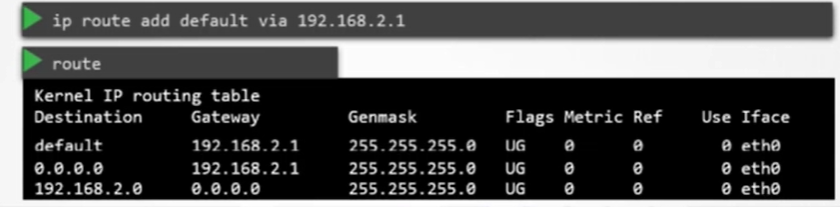 ip route add default via 192.168.2.1
route
Kernel IP routing table
Destination Gateway Genmask Flags Metric Ref Use Iface
default 192.168.2.1 255.255.255.0 UG 0 0 0 eth0
0.0.0.0 192.168.2.1 255.255.255.0 UG 0 0 0 eth0
192.168.2.0 0.0.0.0 255.255.255.0 UG 0 0 0 eth0